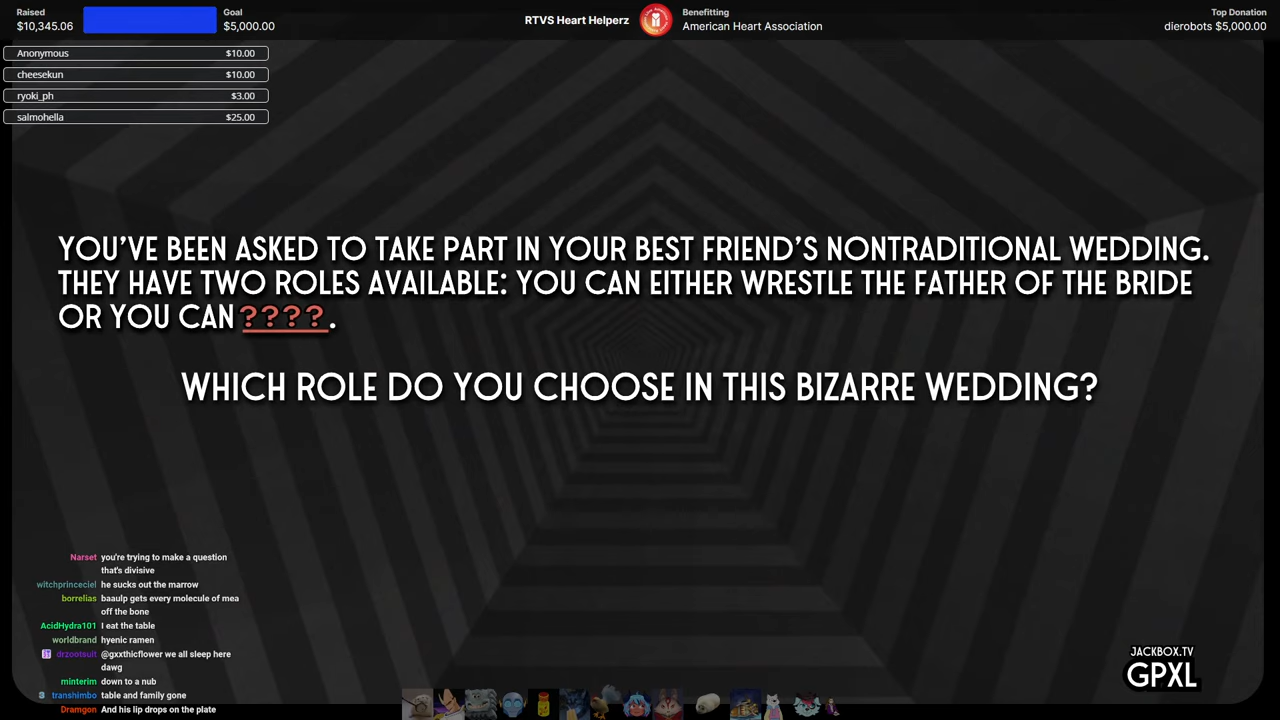 Raised
$10,345.06
Goal
$5,000.00
RTVS Heart Helperz
Benefitting
American Heart Association
Top Donation
dierobots $5,000.00
Anonymous $10.00
cheesekun $10.00
ryoki_ph $3.00
salmohella $25.00
YOU'VE BEEN ASKED TO TAKE PART IN YOUR BEST FRIEND'S NONTRADITIONAL WEDDING.
THEY HAVE TWO ROLES AVAILABLE: YOU CAN EITHER WRESTLE THE FATHER OF THE BRIDE
OR YOU CAN ????.
WHICH ROLE DO YOU CHOOSE IN THIS BIZARRE WEDDING?
Narset you're trying to make a question
that's divisive
witchprinceciel he sucks out the marrow
borrelias baaulp gets every molecule of mea
off the bone
AcidHydra101 I eat the table
worldbrand hyenic ramen
drzootsuit @gxxthicflower we all sleep here
dawg
minterim down to a nub
transhimbo table and family gone
Dramgon And his lip drops on the plate
JACKBOX.TV
GPXL